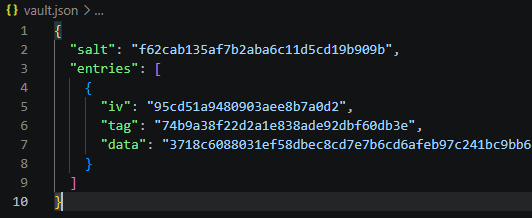 vault.json > ...
1 {
2 "salt": "f62cab135af7b2aba6c11d5cd19b909b",
3 "entries": [
4 {
5 "iv": "95cd51a9480903aee8b7a0d2",
6 "tag": "74b9a38f22d2a1e838ade92dbf60db3e",
7 "data": "3718c6088031ef58dbec8cd7e7b6cd6afeb97c241bc9bb6
8 }
9 ]
10 }